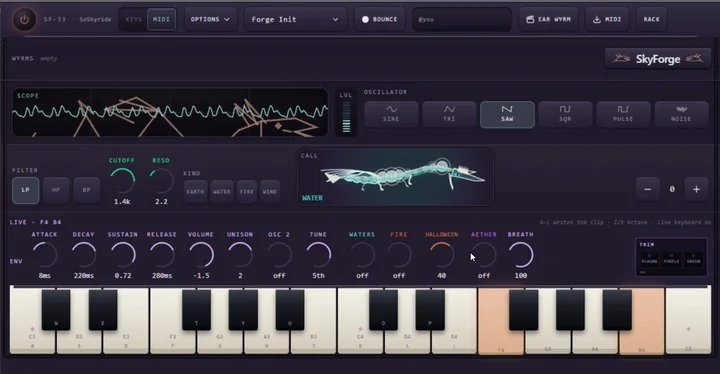 SF-33 · SoSkyride KEYS MIDI OPTIONS Forge Init BOUNCE @you EAR WYRM MIDI RACK
WYRMS empty SkyForge
SCOPE LVL OSCILLATOR
SINE TRI SAW SQR PULSE NOISE
FILTER CUTOFF RESO KIND CALL
LP HP BP EARTH WATER FIRE WIND − 0 +
1.4k 2.2 WATER
LIVE · F4 B4 A–L writes the clip · Z/X octave · Live keyboard on
ATTACK DECAY SUSTAIN RELEASE VOLUME UNISON OSC 2 TUNE WATERS FIRE HALLOWEEN AETHER BREATH TRIM
ENV
8ms 220ms 0.72 280ms -1.5 2 off 5th off off 40 off 100
W E T Y U O P
C3 D3 E3 F3 G3 A3 B3 C4 D4 E4 F4 G4 A4 B4 C5
A S D F G H J K L ;